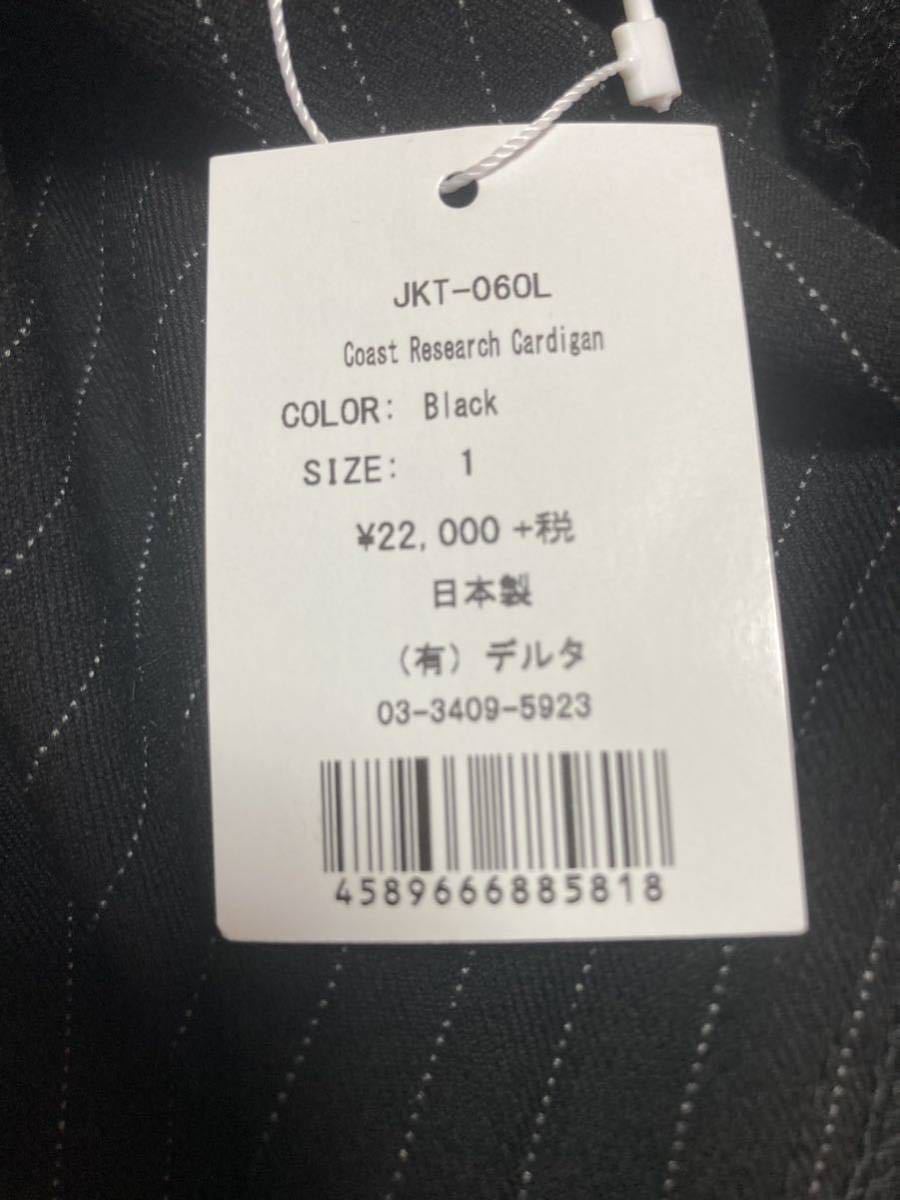 JKT-060L
Coast Research Cardigan
COLOR: Black
SIZE: 1
¥22,000 +税
日本製
(有) デルタ
03-3409-5923
4589666885818